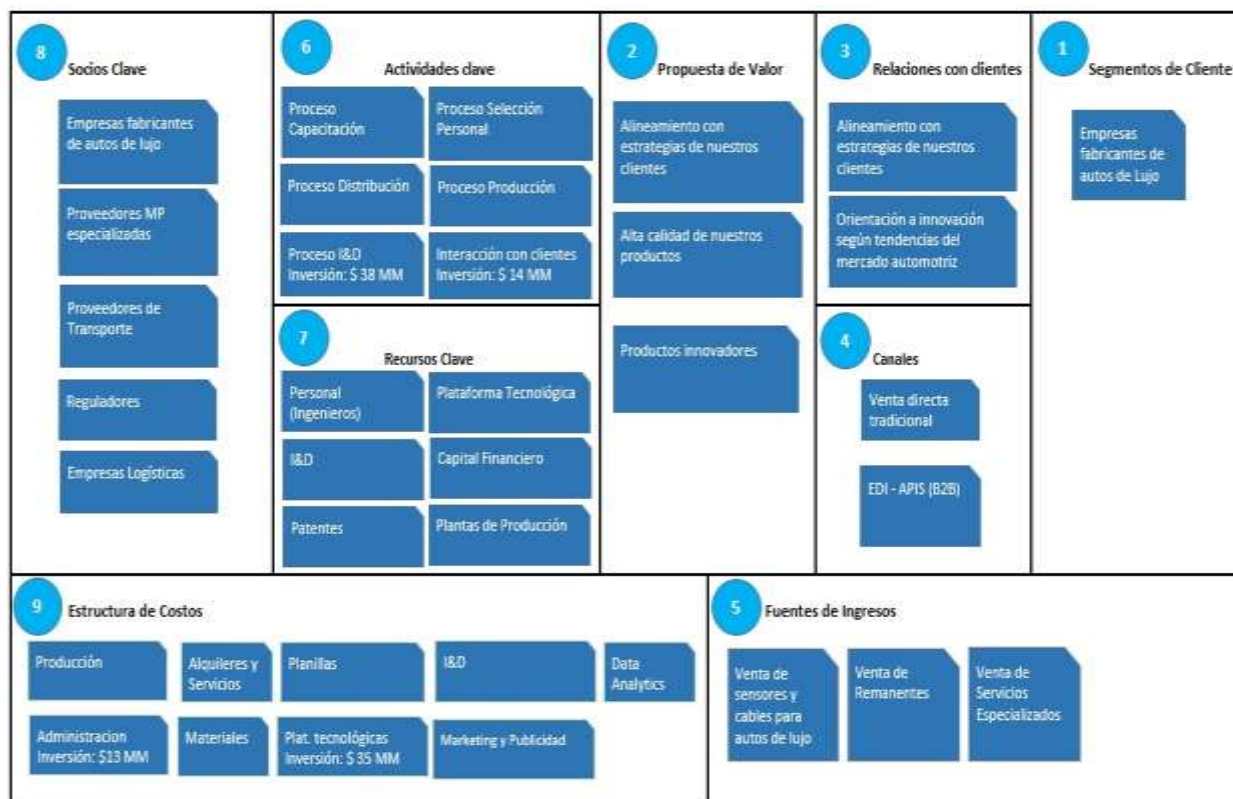 8
Socios Clave
Empresas fabricantes
de autos de lujo
Proveedores MP
especializadas
Proveedores de
Transporte
Reguladores
Empresas Logísticas
6
Actividades clave
Proceso
Capacitación
Proceso Selección
Personal
Proceso Distribución
Proceso Producción
Proceso I&D
Inversión: $ 38 MM
Interacción con clientes
Inversión: $ 14 MM
7
Recursos Clave
Personal
(Ingenieros)
Plataforma Tecnológica
I&D
Capital Financiero
Patentes
Plantas de Producción
2
Propuesta de Valor
Alineamiento con
estrategias de nuestros
clientes
Alta calidad de nuestros
productos
Productos innovadores
3
Relaciones con clientes
Alineamiento con
estrategias de nuestros
clientes
Orientación a innovación
según tendencias del
mercado automotriz
4
Canales
Venta directa
tradicional
EDI - APIS (B2B)
1
Segmentos de Cliente
Empresas
fabricantes de
autos de Lujo
9
Estructura de Costos
Producción
Alquileres y
Servicios
Planillas
I&D
Data
Analytics
Administracion
Inversión: $13 MM
Materiales
Plat. tecnológicas
Inversión: $ 35 MM
Marketing y Publicidad
5
Fuentes de Ingresos
Venta de
sensores y
cables para
autos de lujo
Venta de
Remanentes
Venta de
Servicios
Especializados